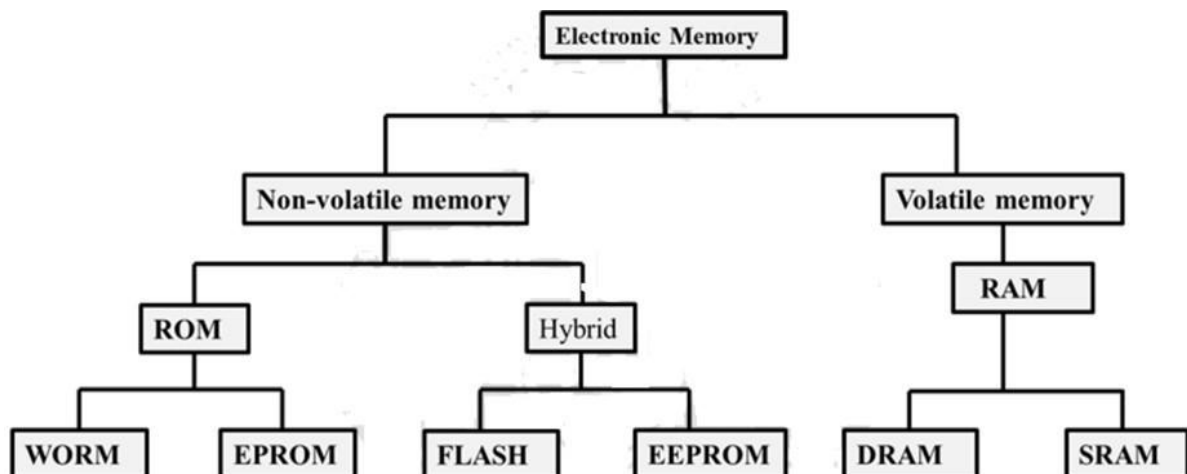 Electronic Memory
Non-volatile memory
Volatile memory
ROM
Hybrid
RAM
WORM
EPROM
FLASH
EEPROM
DRAM
SRAM